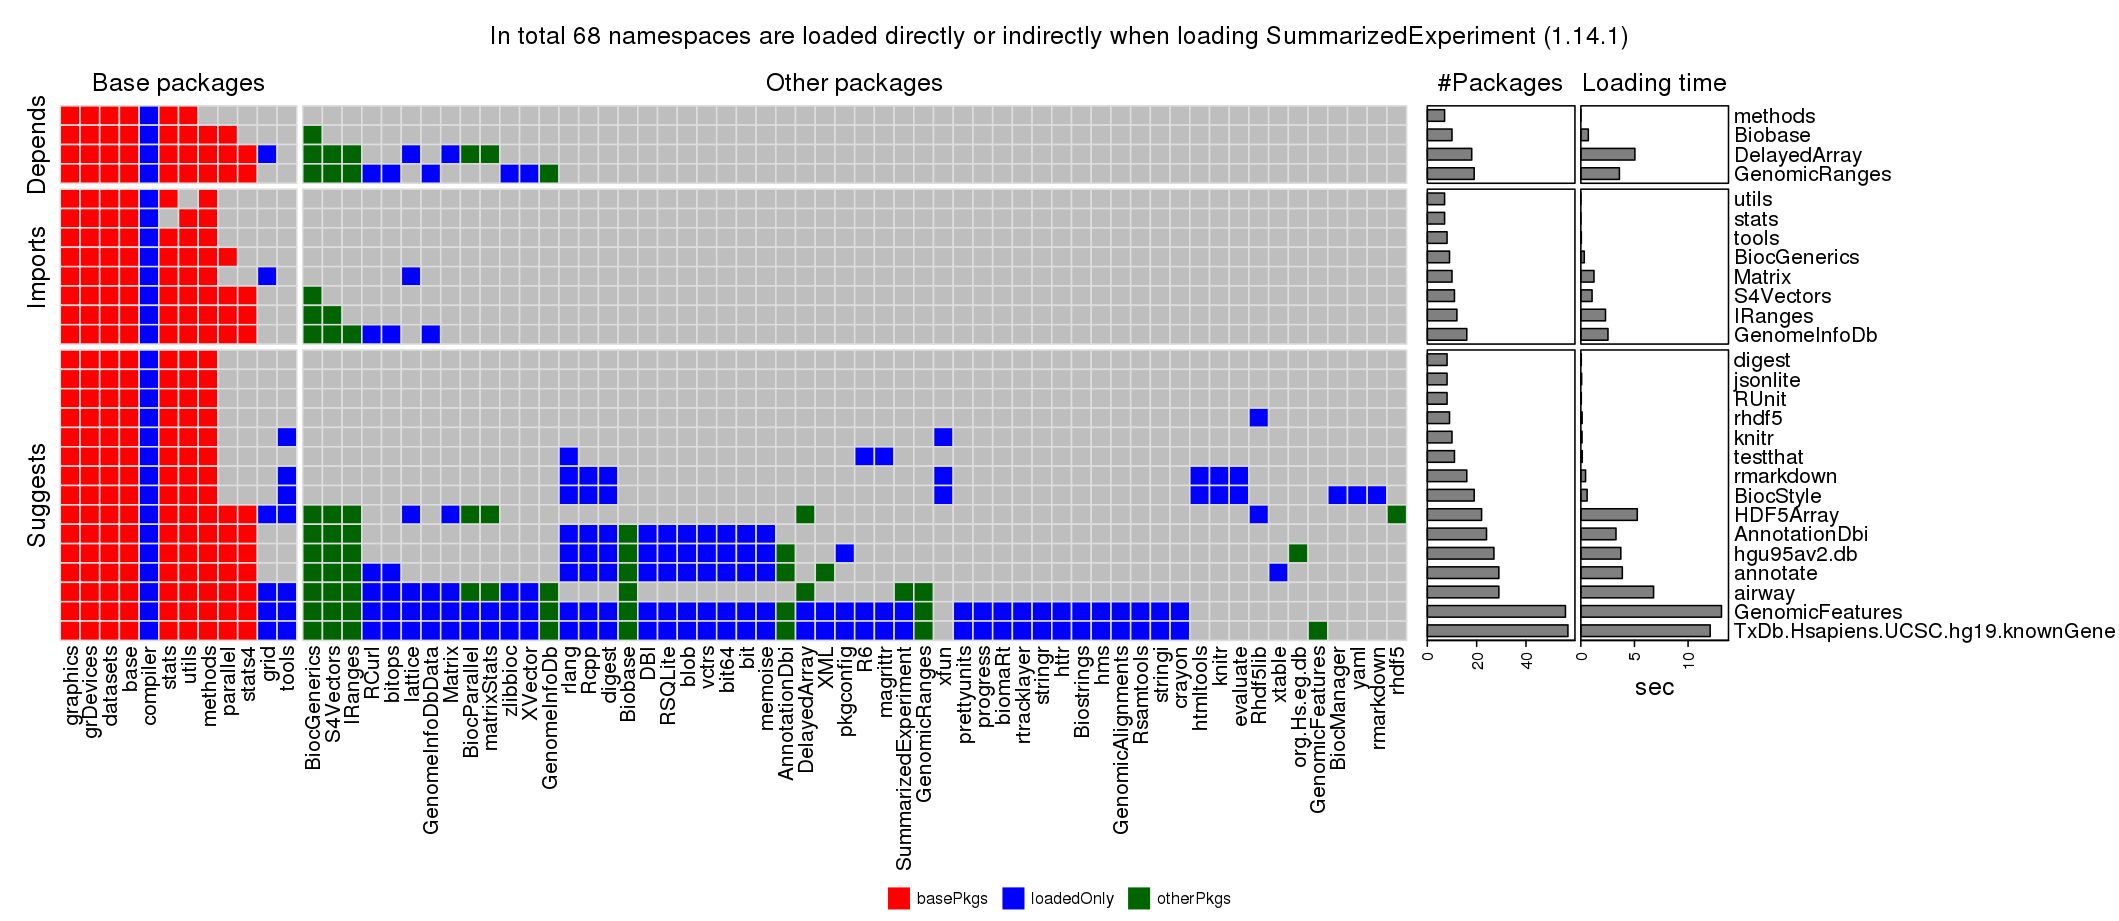 In total 68 namespaces are loaded directly or indirectly when loading SummarizedExperiment (1.14.1)
Base packages
Other packages
#Packages
Loading time
Depends
methods
Biobase
DelayedArray
GenomicRanges
Imports
utils
stats
tools
BiocGenerics
Matrix
S4Vectors
IRanges
GenomeInfoDb
Suggests
digest
jsonlite
RUnit
rhdf5
knitr
testthat
rmarkdown
BiocStyle
HDF5Array
AnnotationDbi
hgu95av2.db
annotate
airway
GenomicFeatures
TxDb.Hsapiens.UCSC.hg19.knownGene
graphics
grDevices
datasets
base
compiler
stats
utils
methods
parallel
stats4
grid
tools
BiocGenerics
S4Vectors
IRanges
RCurl
bitops
lattice
GenomeInfoDbData
Matrix
BiocParallel
matrixStats
zlibbioc
XVector
GenomeInfoDb
rlang
Rcpp
digest
Biobase
DBI
RSQLite
blob
vctrs
bit64
bit
memoise
AnnotationDbi
DelayedArray
XML
pkgconfig
R6
magrittr
SummarizedExperiment
GenomicRanges
xfun
prettyunits
progress
biomaRt
rtracklayer
stringr
httr
Biostrings
hms
GenomicAlignments
Rsamtools
stringi
crayon
htmltools
knitr
evaluate
Rhdf5lib
xtable
org.Hs.eg.db
GenomicFeatures
BiocManager
yaml
rmarkdown
rhdf5
0
20
40
0
5
10
sec
basePkgs
loadedOnly
otherPkgs